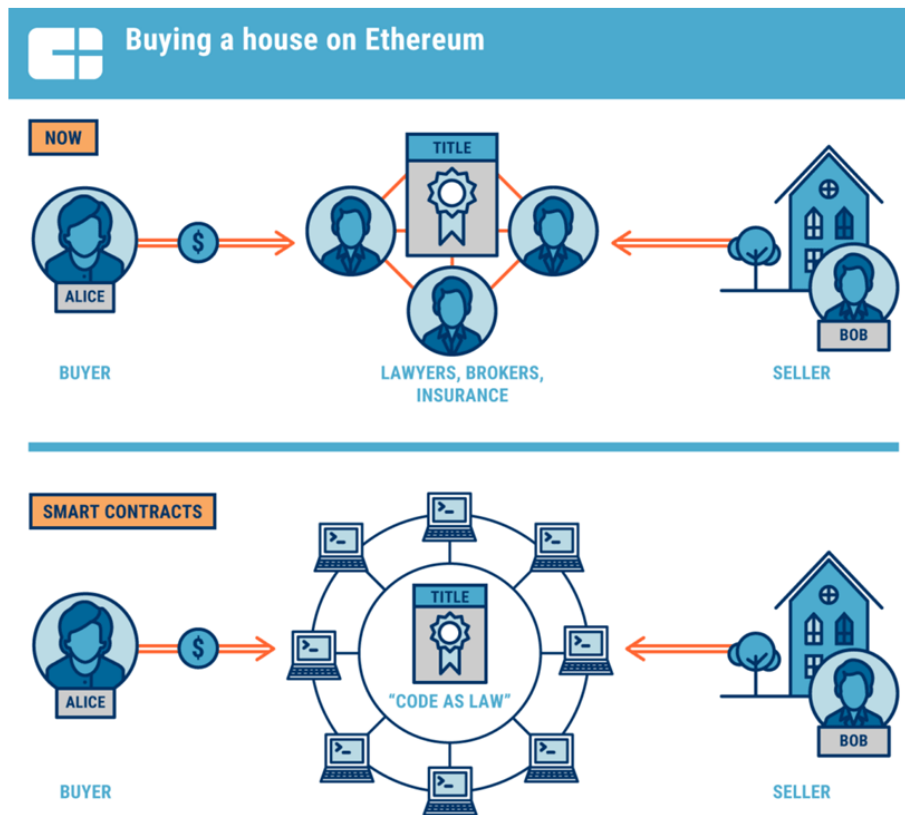 Buying a house on Ethereum
NOW
TITLE
$
ALICE
BOB
BUYER
LAWYERS, BROKERS,
INSURANCE
SELLER
SMART CONTRACTS
>_
>_
>_
TITLE
$
>_
>_
"CODE AS LAW"
ALICE
BOB
>_
>_
>_
BUYER
SELLER